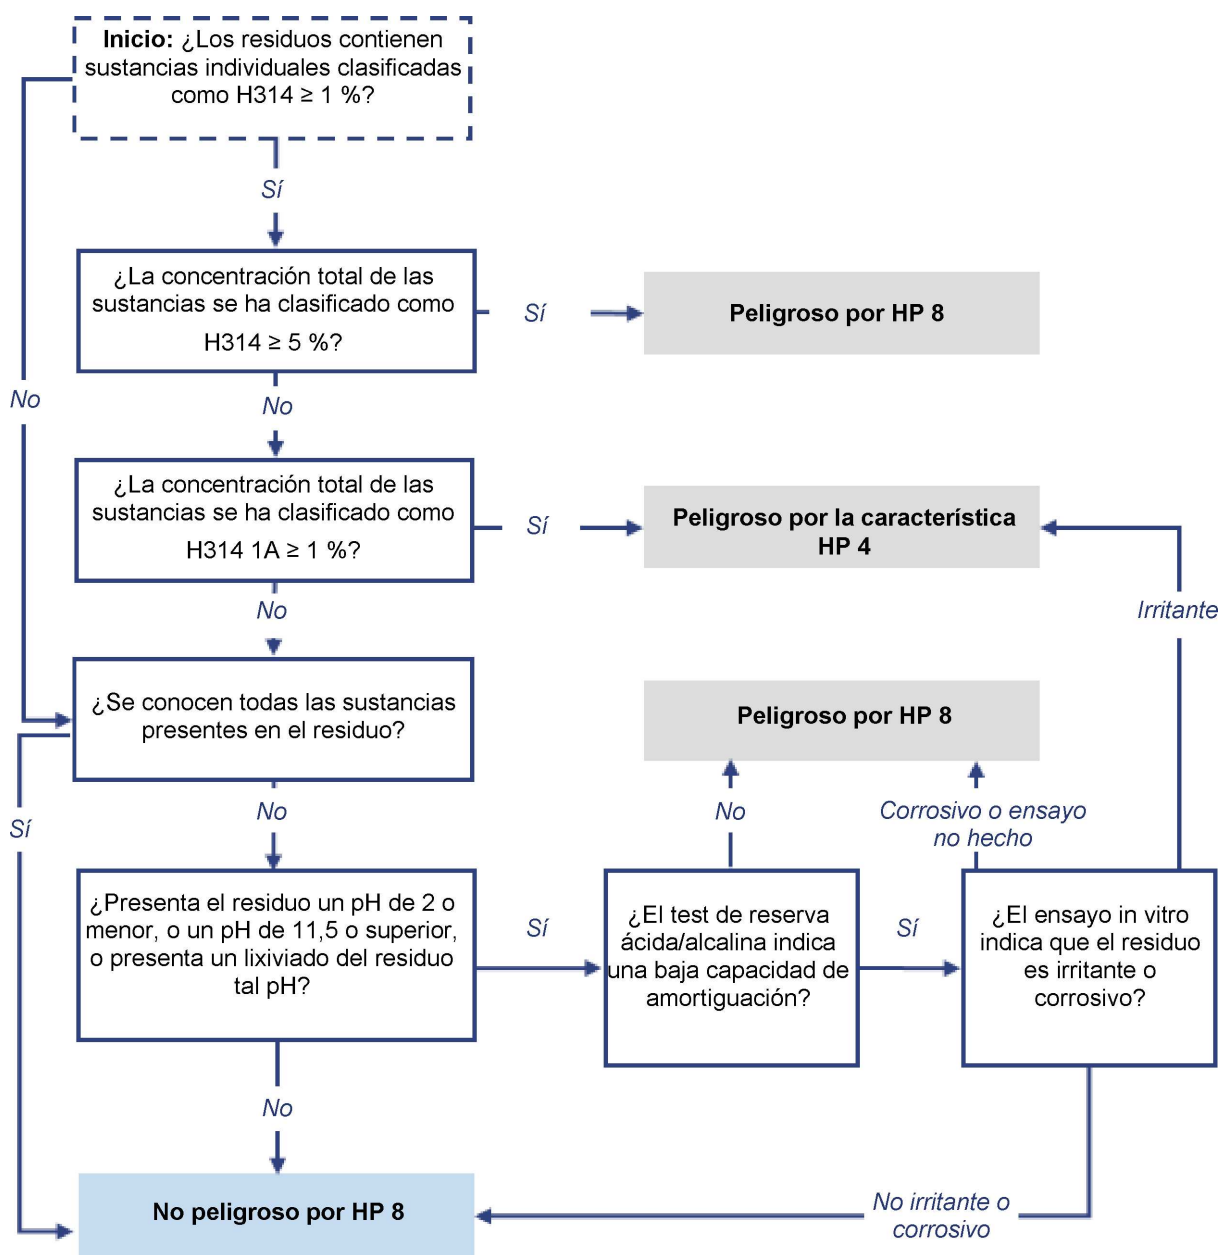 Inicio: ¿Los residuos contienen
sustancias individuales clasificadas
como H314 ≥ 1 %?
Sí
¿La concentración total de las
sustancias se ha clasificado como
H314 ≥ 5 %?
Sí
Peligroso por HP 8
No
No
¿La concentración total de las
sustancias se ha clasificado como
H314 1A ≥ 1 %?
Sí
Peligroso por la característica
HP 4
No
Irritante
¿Se conocen todas las sustancias
presentes en el residuo?
Peligroso por HP 8
Sí
No
No
Corrosivo o ensayo
no hecho
¿Presenta el residuo un pH de 2 o
menor, o un pH de 11,5 o superior,
o presenta un lixiviado del residuo
tal pH?
Sí
¿El test de reserva
ácida/alcalina indica
una baja capacidad de
amortiguación?
Sí
¿El ensayo in vitro
indica que el residuo
es irritante o
corrosivo?
No
No peligroso por HP 8
No irritante o
corrosivo